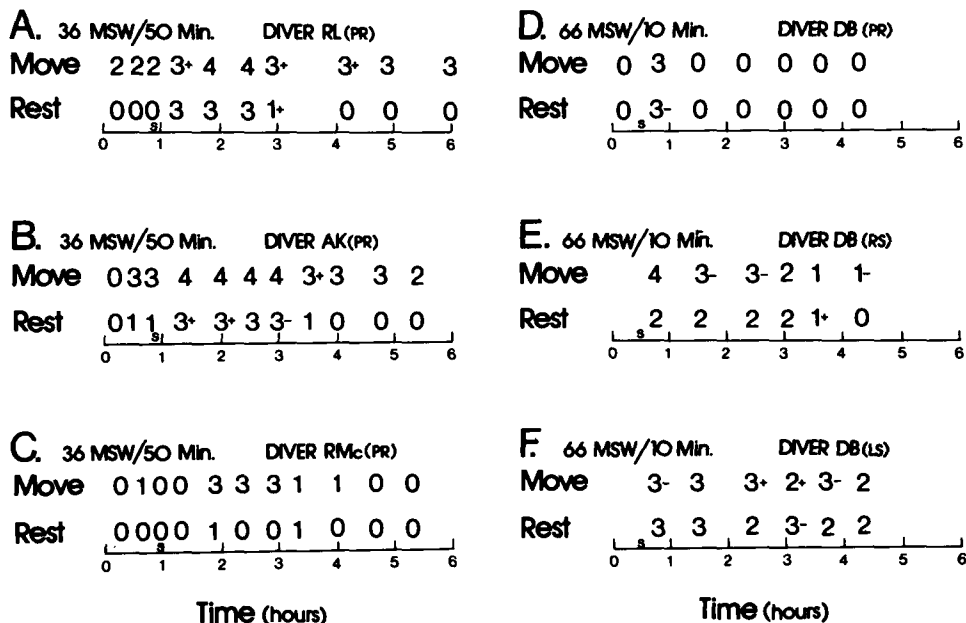 A. 36 MSW/50 Min. DIVER RL (PR)
Move 2 2 2 3+ 4 4 3+ 3+ 3 3
Rest 0 0 0 3 3 3 1+ 0 0 0
s
0 1 2 3 4 5 6
B. 36 MSW/50 Min. DIVER AK (PR)
Move 0 3 3 4 4 4 4 3+ 3 3 2
Rest 0 1 1 3+ 3+ 3 3- 1 0 0 0
s
0 1 2 3 4 5 6
C. 36 MSW/50 Min. DIVER RMc (PR)
Move 0 1 0 0 3 3 3 1 1 0 0
Rest 0 0 0 0 1 0 0 1 0 0 0
s
0 1 2 3 4 5 6
Time (hours)
D. 66 MSW/10 Min. DIVER DB (PR)
Move 0 3 0 0 0 0 0
Rest 0 3- 0 0 0 0 0
s
0 1 2 3 4 5 6
E. 66 MSW/10 Min. DIVER DB (RS)
Move 4 3- 3- 2 1 1-
Rest 2 2 2 2 1+ 0
s
0 1 2 3 4 5 6
F. 66 MSW/10 Min. DIVER DB (LS)
Move 3- 3 3+ 2+ 3- 2
Rest 3 3 2 3- 2 2
s
0 1 2 3 4 5 6
Time (hours)